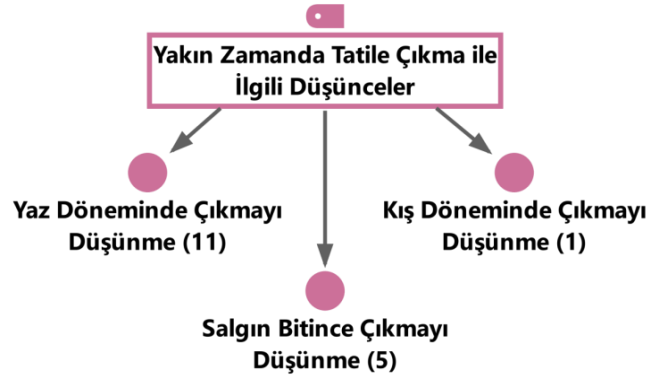 Yakın Zamanda Tatile Çıkma ile
İlgili Düşünceler
Yaz Döneminde Çıkmayı
Düşünme (11)
Kış Döneminde Çıkmayı
Düşünme (1)
Salgın Bitince Çıkmayı
Düşünme (5)